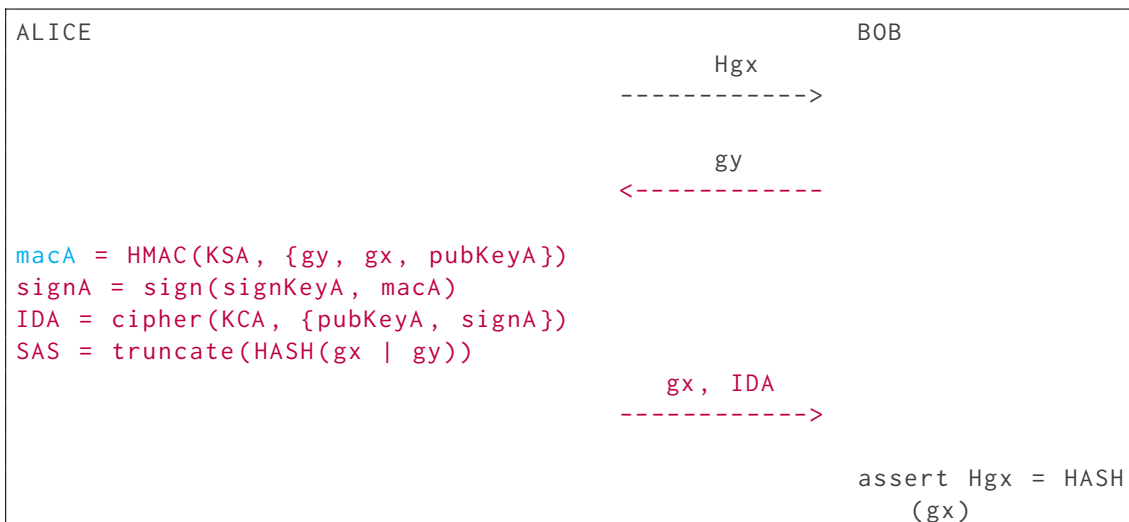 ALICE BOB
Hgx
------------>
gy
<------------
macA = HMAC(KSA, {gy, gx, pubKeyA})
signA = sign(signKeyA, macA)
IDA = cipher(KCA, {pubKeyA, signA})
SAS = truncate(HASH(gx | gy))
gx, IDA
------------>
assert Hgx = HASH
(gx)